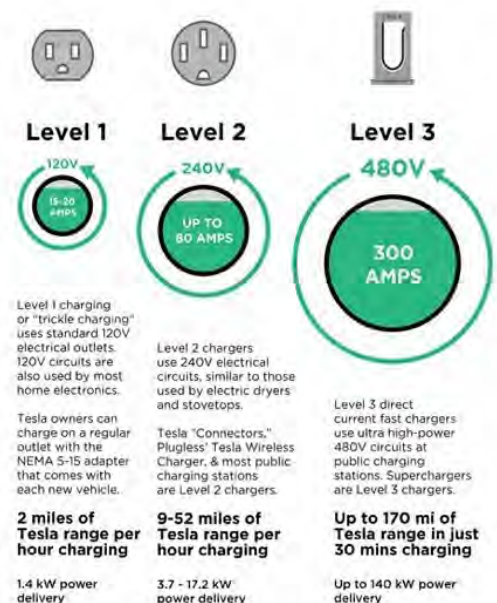 Level 1
120V
15-20
AMPS
Level 1 charging
or "trickle charging"
uses standard 120V
electrical outlets.
120V circuits are
also used by most
home electronics.
Tesla owners can
charge on a regular
outlet with the
NEMA 5-15 adapter
that comes with
each new vehicle.
2 miles of
Tesla range per
hour charging
1.4 kW power
delivery
Level 2
240V
UP TO
80 AMPS
Level 2 chargers
use 240V electrical
circuits, similar to those
used by electric dryers
and stovetops.
Tesla "Connectors,"
Plugless' Tesla Wireless
Charger, & most public
charging stations
are Level 2 chargers.
9-52 miles of
Tesla range per
hour charging
3.7 - 17.2 kW
power delivery
Level 3
480V
300
AMPS
Level 3 direct
current fast chargers
use ultra high-power
480V circuits at
public charging
stations. Superchargers
are Level 3 chargers.
Up to 170 mi of
Tesla range in just
30 mins charging
Up to 140 kW power
delivery